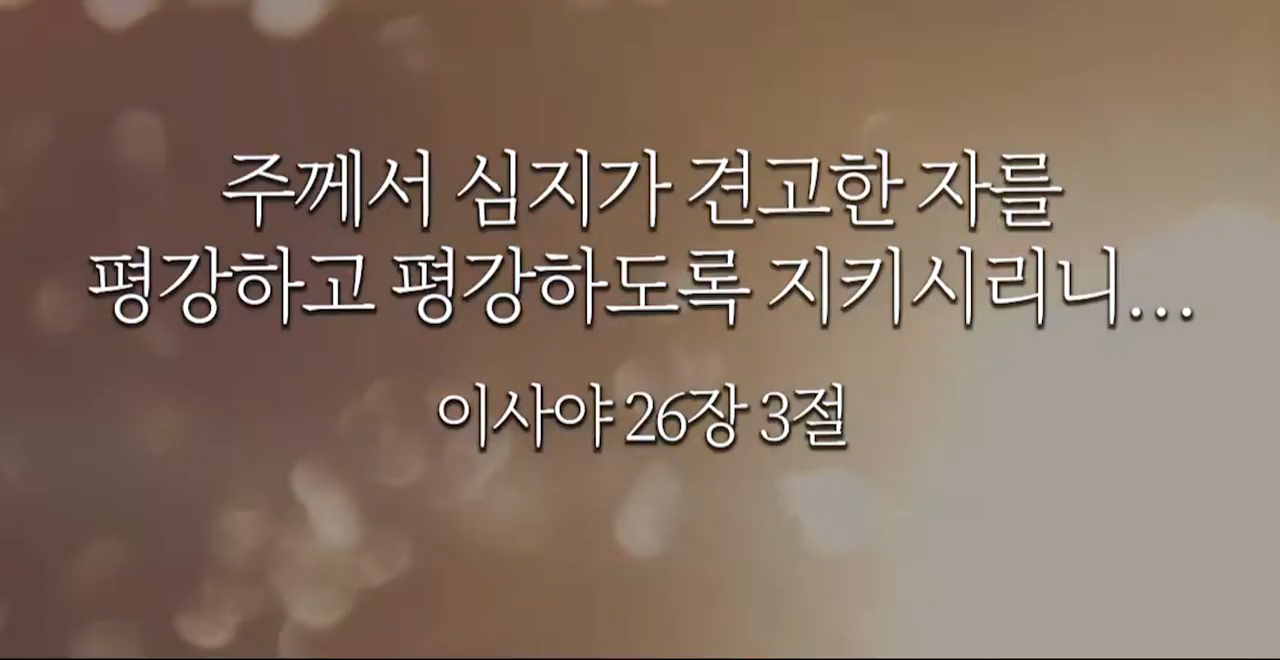 주께서 심지가 견고한 자를
평강하고 평강하도록 지키시리니...
이사야 26장 3절